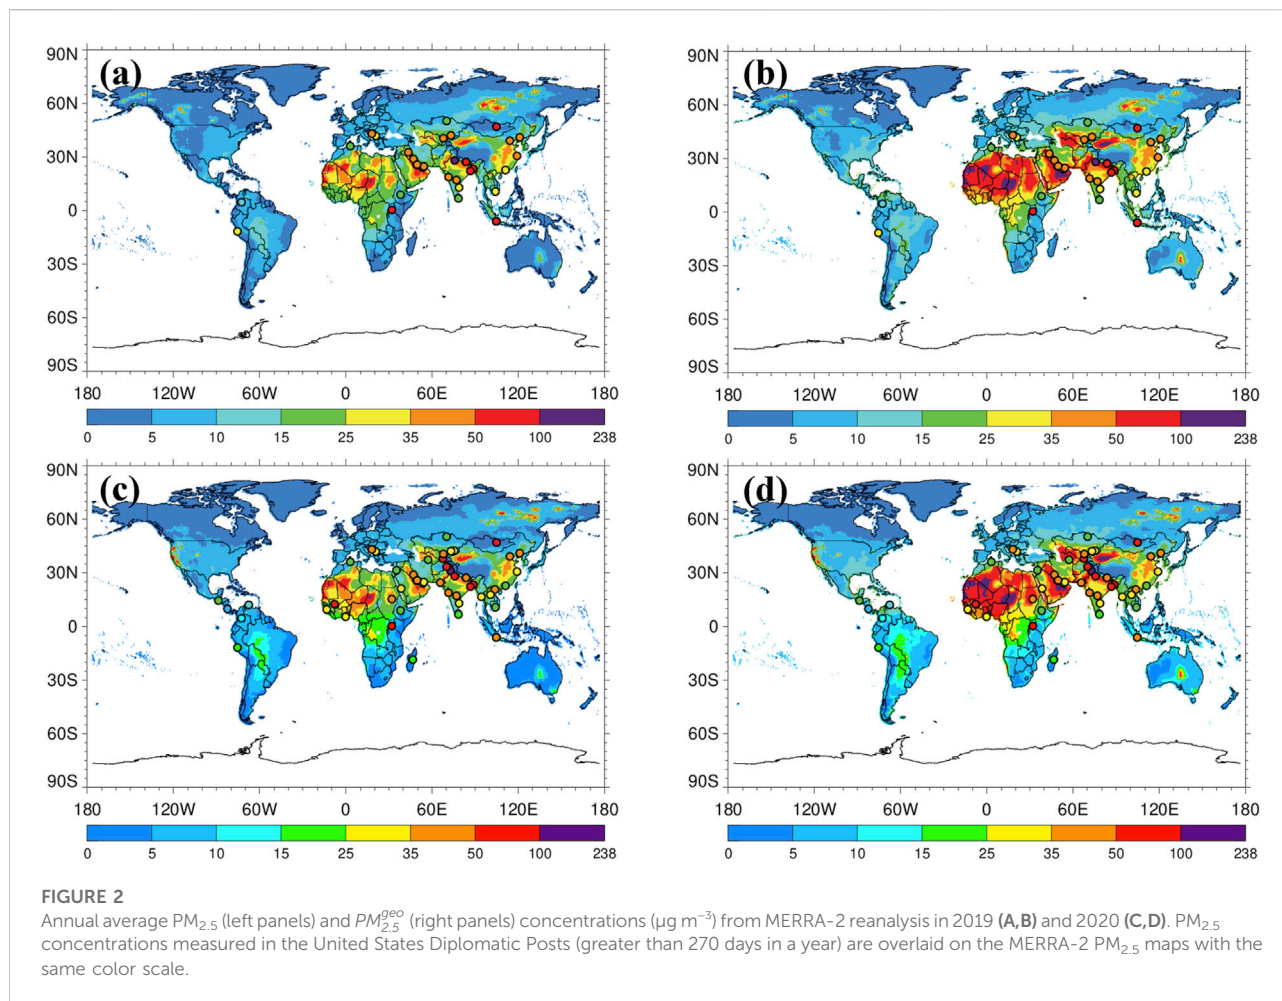 (a)
90N
60N
30N
0
30S
60S
90S
180 120W 60W 0 60E 120E 180
0 5 10 15 25 35 50 100 238
(b)
90N
60N
30N
0
30S
60S
90S
180 120W 60W 0 60E 120E 180
0 5 10 15 25 35 50 100 238
(c)
90N
60N
30N
0
30S
60S
90S
180 120W 60W 0 60E 120E 180
0 5 10 15 25 35 50 100 238
(d)
90N
60N
30N
0
30S
60S
90S
180 120W 60W 0 60E 120E 180
0 5 10 15 25 35 50 100 238
FIGURE 2
Annual average PM2.5 (left panels) and PM2.5^geo (right panels) concentrations (μg m⁻³) from MERRA-2 reanalysis in 2019 (A,B) and 2020 (C,D). PM2.5
concentrations measured in the United States Diplomatic Posts (greater than 270 days in a year) are overlaid on the MERRA-2 PM2.5 maps with the
same color scale.